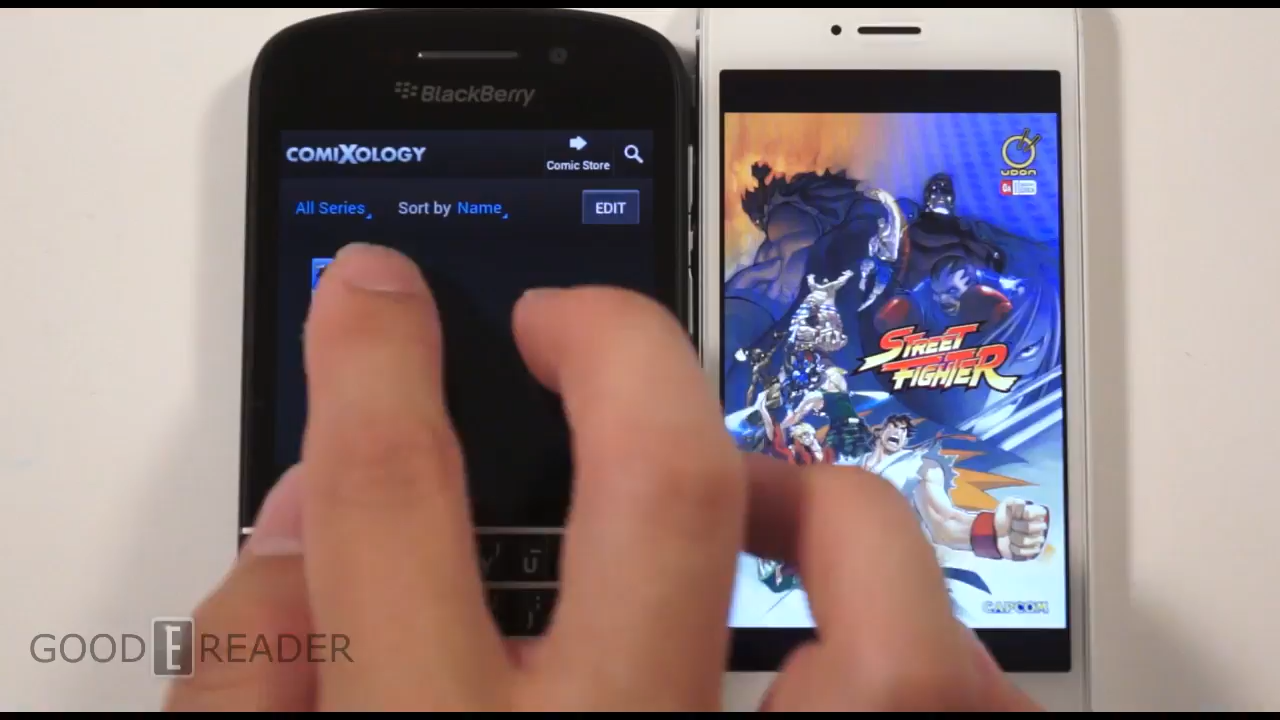 BlackBerry
COMIXOLOGY
Comic Store
All Series
Sort by Name
EDIT
UDON
STREET
FIGHTER
CAPCOM
U
GOOD E READER